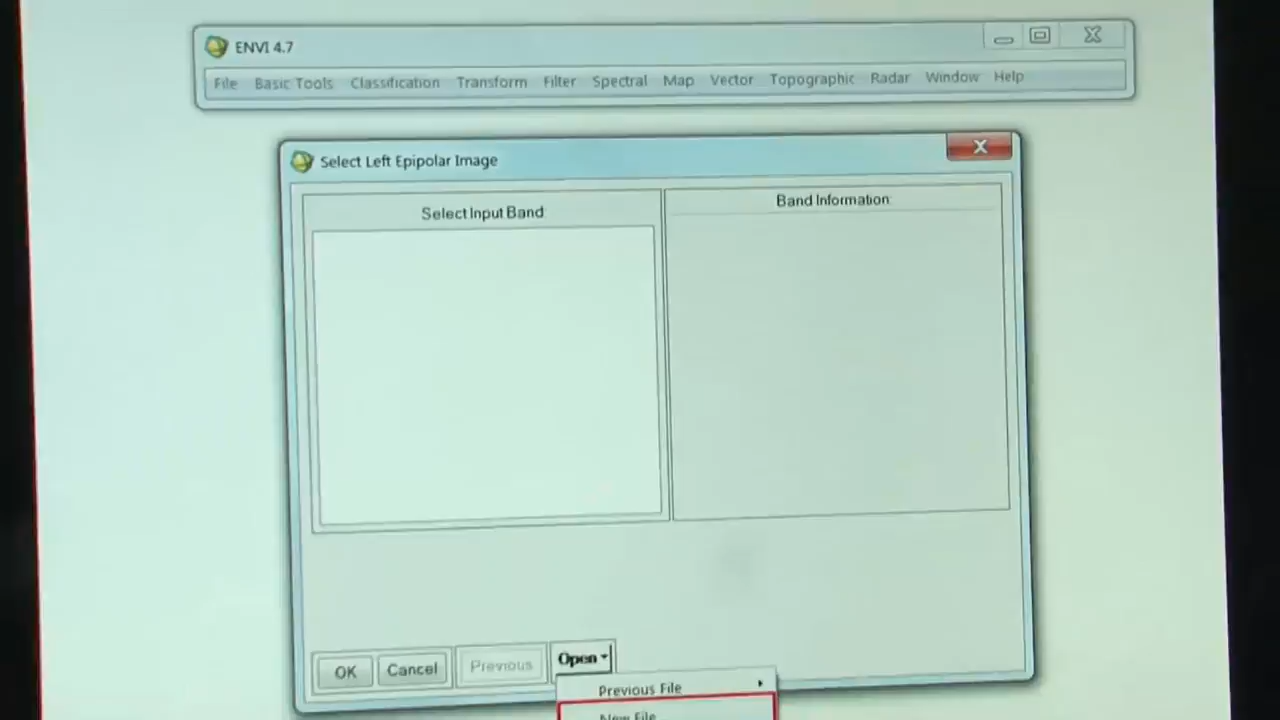 ENVI 4.7
File Basic Tools Classification Transform Filter Spectral Map Vector Topographic Radar Window Help
Select Left Epipolar Image
Select Input Band
Band Information:
OK Cancel Previous Open
Previous File
New File